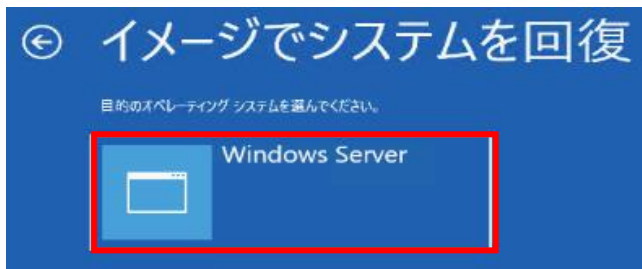 イメージでシステムを回復
目的のオペレーティング システムを選んでください。
Windows Server